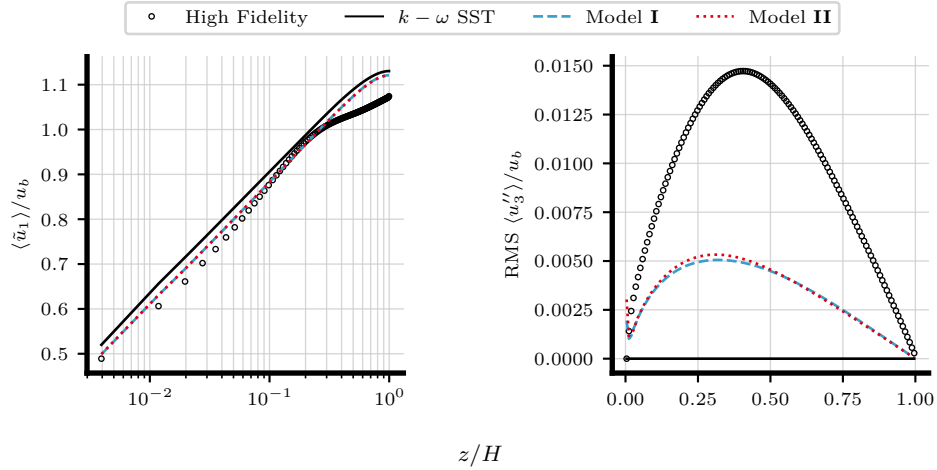 High Fidelity k − ω SST Model I Model II
⟨ũ₁⟩/u_b
1.1
1.0
0.9
0.8
0.7
0.6
0.5
10⁻² 10⁻¹ 10⁰
RMS ⟨u₃′′⟩/u_b
0.0150
0.0125
0.0100
0.0075
0.0050
0.0025
0.0000
0.00 0.25 0.50 0.75 1.00
z/H